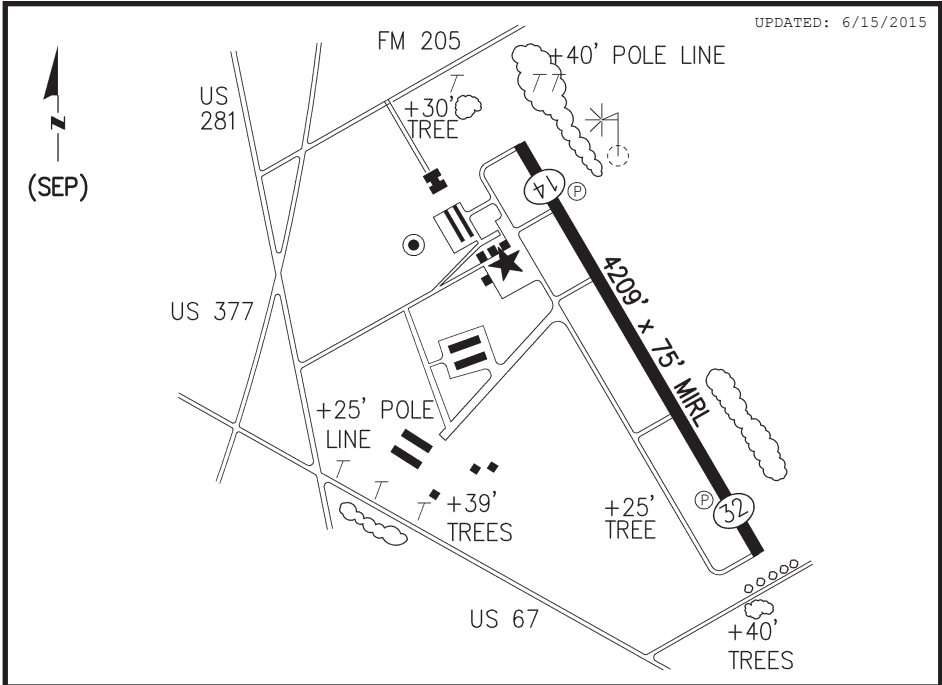 UPDATED: 6/15/2015
FM 205
+40' POLE LINE
US
281
+30'
TREE
N
(SEP)
14
P
US 377
4209' x 75' MIRL
+25' POLE
LINE
+39'
TREES
+25'
TREE
P
32
US 67
+40'
TREES